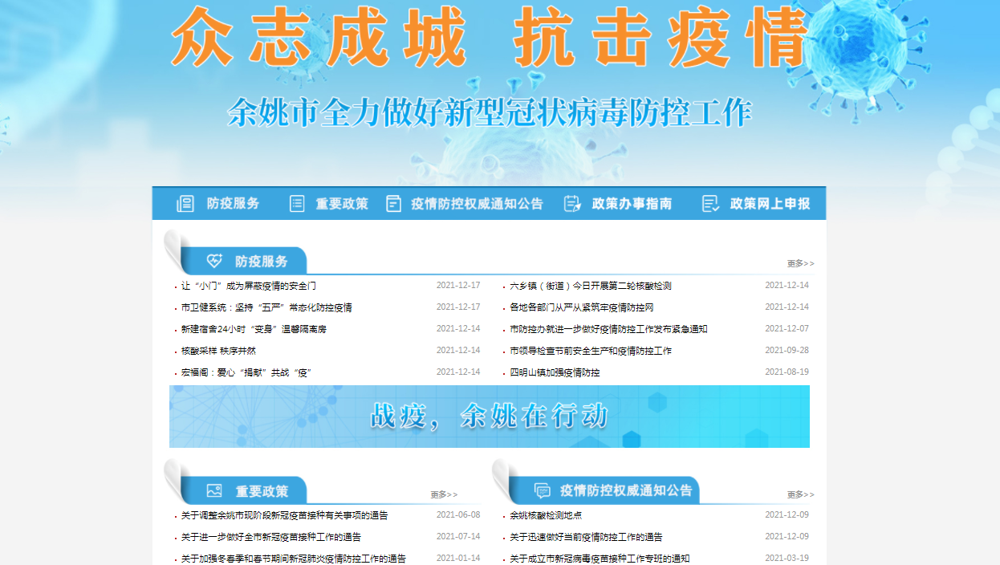 众志成城 抗击疫情
余姚市全力做好新型冠状病毒防控工作
防疫服务 重要政策 疫情防控权威通知公告 政策办事指南 政策网上申报
防疫服务
更多>>
让“小门”成为屏蔽疫情的安全门 2021-12-17
市卫健系统：坚持“五严”常态化防控疫情 2021-12-17
新建宿舍24小时“变身”温馨隔离房 2021-12-14
核酸采样 秩序井然 2021-12-14
宏福阁：爱心“捐献”共战“疫” 2021-12-14
六乡镇（街道）今日开展第二轮核酸检测 2021-12-14
各地各部门从严从紧筑牢疫情防控网 2021-12-14
市防控办就进一步做好疫情防控工作发布紧急通知 2021-12-07
市领导检查节前安全生产和疫情防控工作 2021-09-28
四明山镇加强疫情防控 2021-08-19
战疫，余姚在行动
重要政策
更多>>
关于调整余姚市现阶段新冠疫苗接种有关事项的通告 2021-06-08
关于进一步做好全市新冠疫苗接种工作的通告 2021-07-14
关于加强冬春季和春节期间新冠肺炎疫情防控工作的通告 2021-01-14
疫情防控权威通知公告
更多>>
余姚核酸检测地点 2021-12-09
关于迅速做好当前疫情防控工作的通告 2021-12-09
关于成立市新冠病毒疫苗接种工作专班的通知 2021-03-19